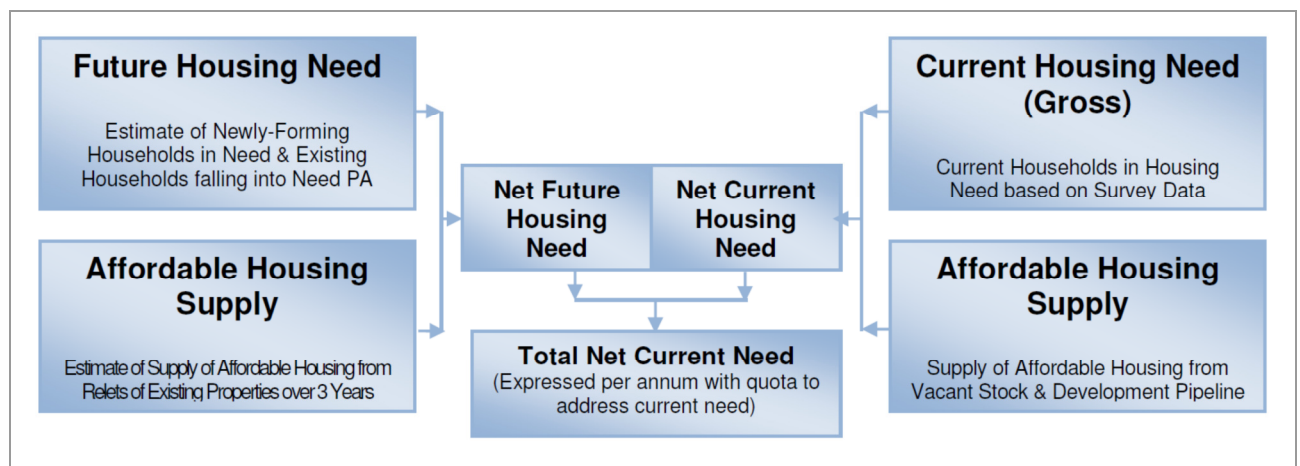 Future Housing Need
Estimate of Newly-Forming
Households in Need & Existing
Households falling into Need PA
Affordable Housing
Supply
Estimate of Supply of Affordable Housing from
Relets of Existing Properties over 3 Years
Net Future
Housing
Need
Net Current
Housing
Need
Total Net Current Need
(Expressed per annum with quota to
address current need)
Current Housing Need
(Gross)
Current Households in Housing
Need based on Survey Data
Affordable Housing
Supply
Supply of Affordable Housing from
Vacant Stock & Development Pipeline